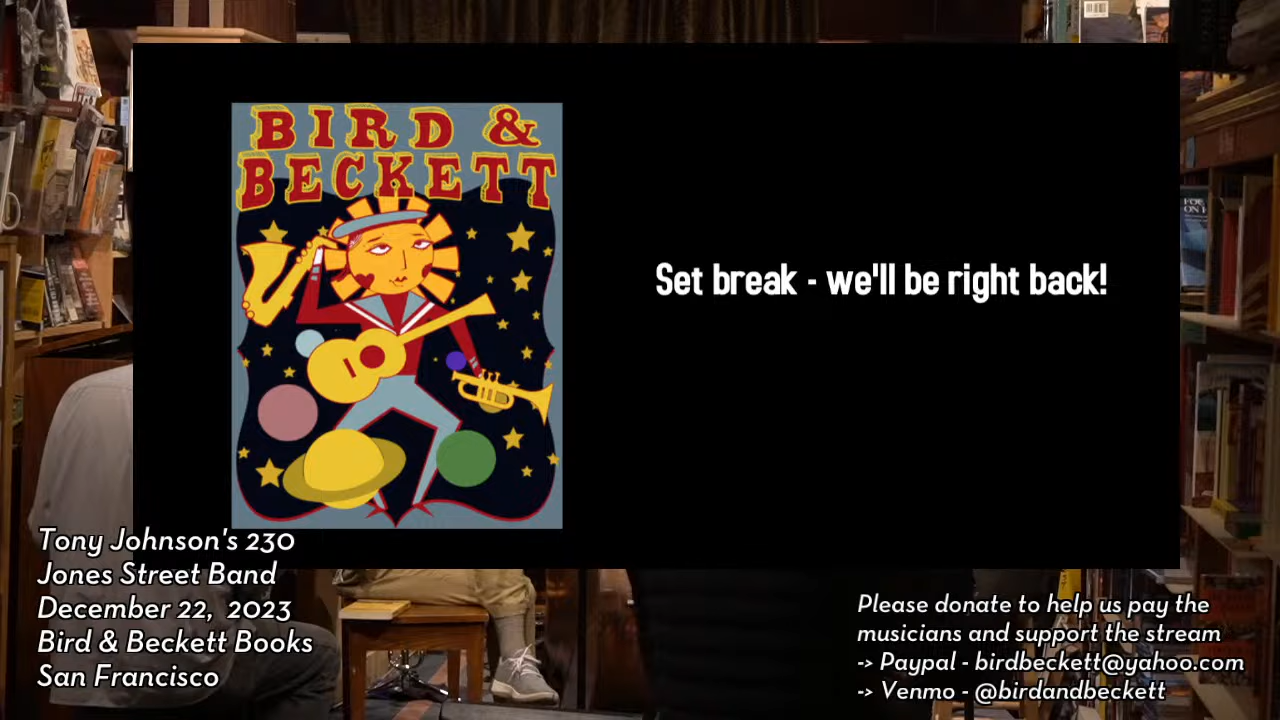 BIRD &
BECKETT
Set break - we'll be right back!
Tony Johnson's 230
Jones Street Band
December 22, 2023
Bird & Beckett Books
San Francisco
Please donate to help us pay the
musicians and support the stream
-> Paypal - birdbeckett@yahoo.com
-> Venmo - @birdandbeckett